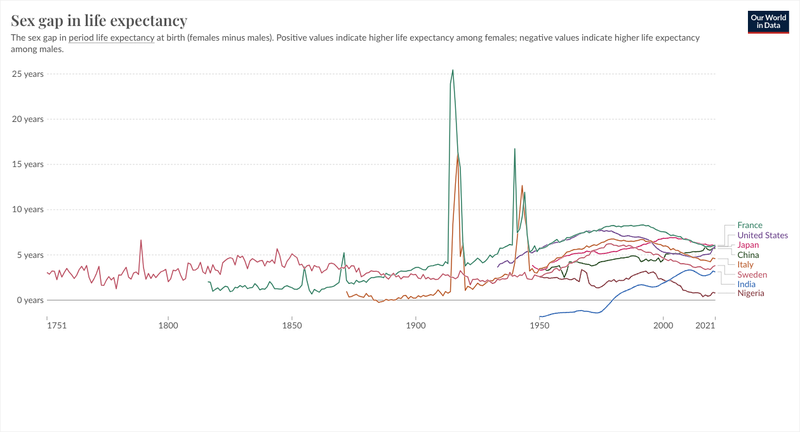 Sex gap in life expectancy
Our World
in Data
The sex gap in period life expectancy at birth (females minus males). Positive values indicate higher life expectancy among females; negative values indicate higher life expectancy
among males.
25 years
20 years
15 years
10 years
5 years
0 years
France
United States
Japan
China
Italy
Sweden
India
Nigeria
1751
1800
1850
1900
1950
2000
2021